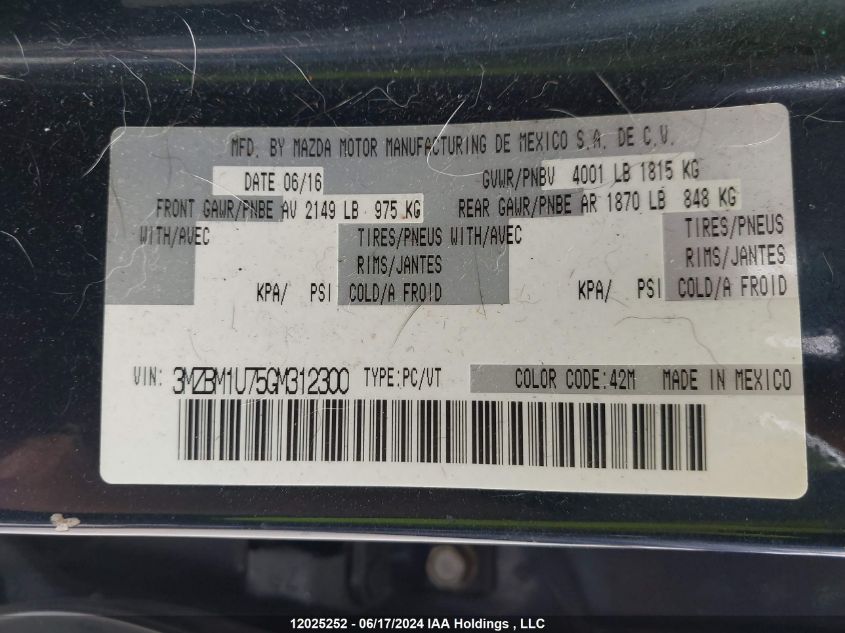 MFD. BY MAZDA MOTOR MANUFACTURING DE MEXICO S.A. DE C.V.
DATE 06/16 GVWR/PNBV 4001 LB 1815 KG
FRONT GAWR/PNBE AV 2149 LB 975 KG REAR GAWR/PNBE AR 1870 LB 848 KG
WITH/AVEC TIRES/PNEUS WITH/AVEC TIRES/PNEUS
RIMS/JANTES RIMS/JANTES
KPA/ PSI COLD/A FROID KPA/ PSI COLD/A FROID
VIN: 3MZBM1U75GM312300 TYPE:PC/VT COLOR CODE:42M MADE IN MEXICO
12025252 - 06/17/2024 IAA Holdings , LLC